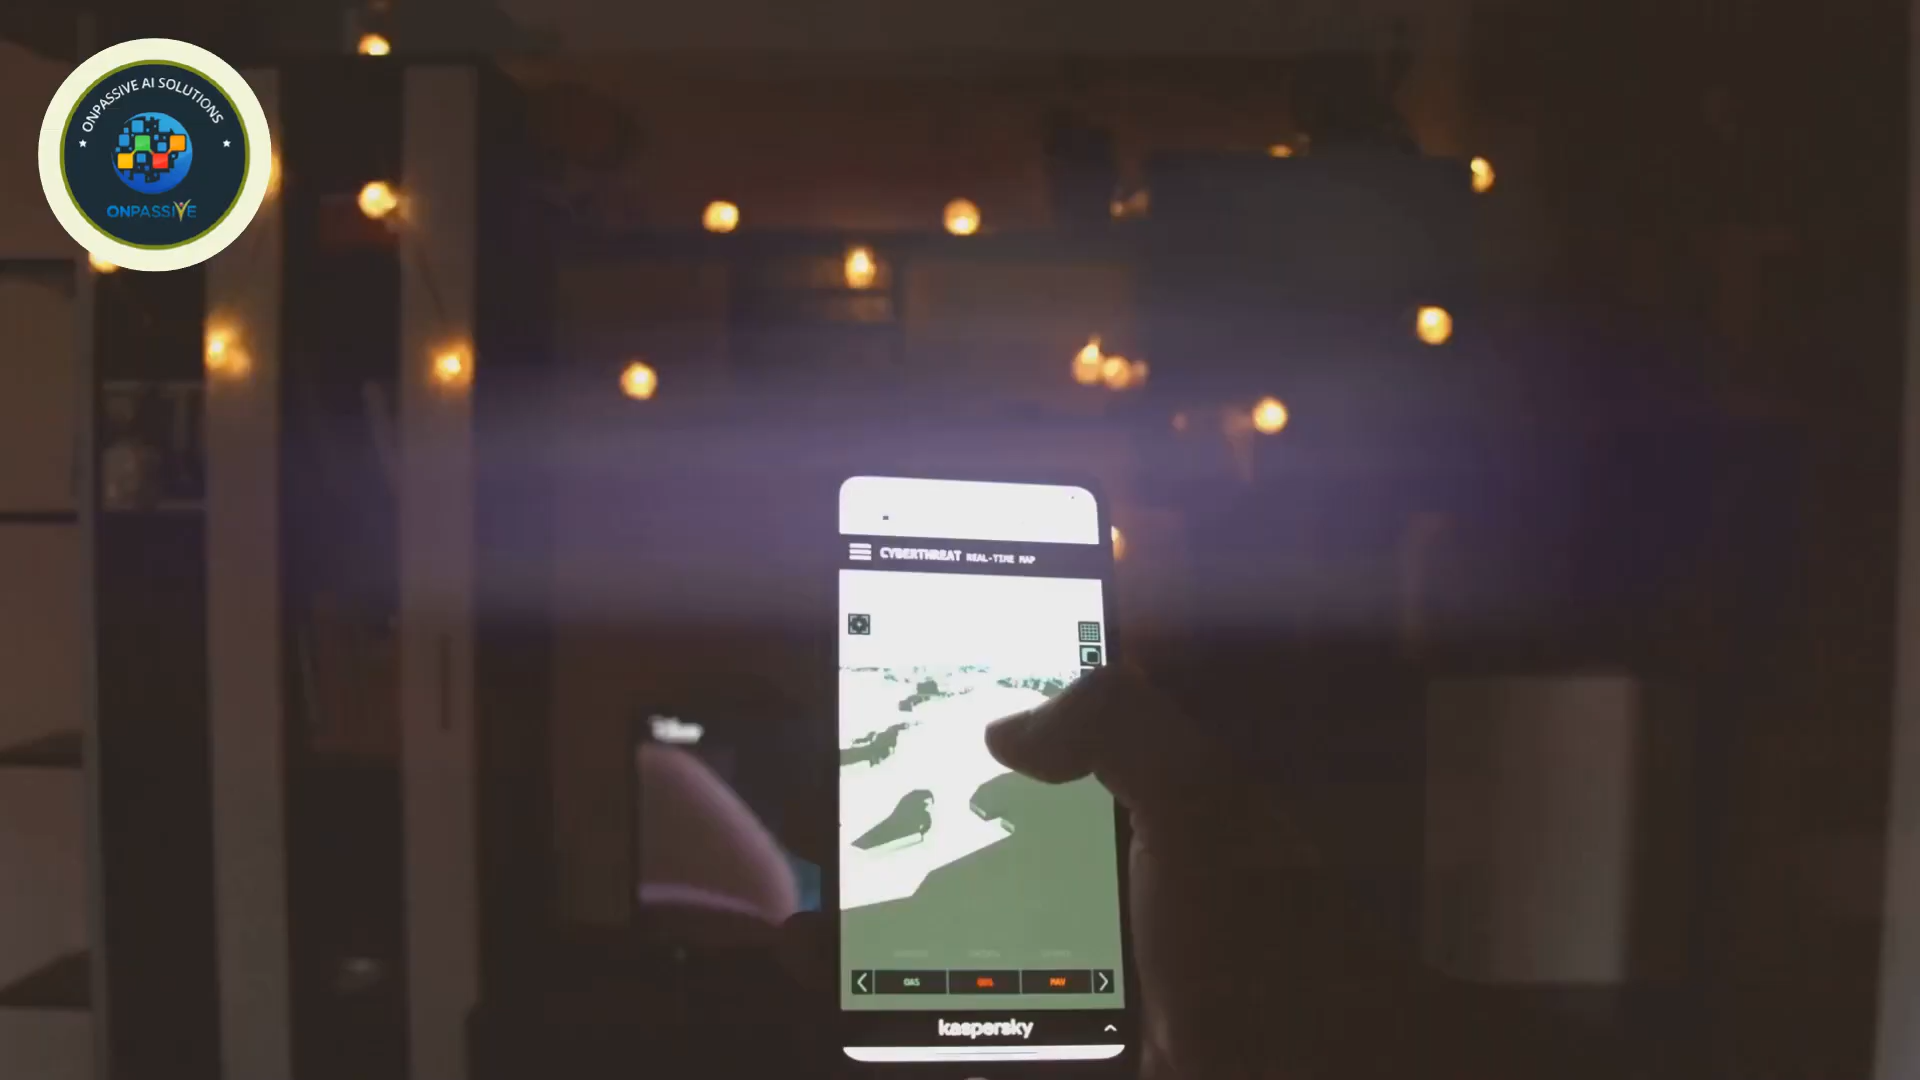 ONPASSIVE AI SOLUTIONS
ONPASSIVE
CYBERTHREAT REAL-TIME MAP
OAS
ODS
MAV
kaspersky